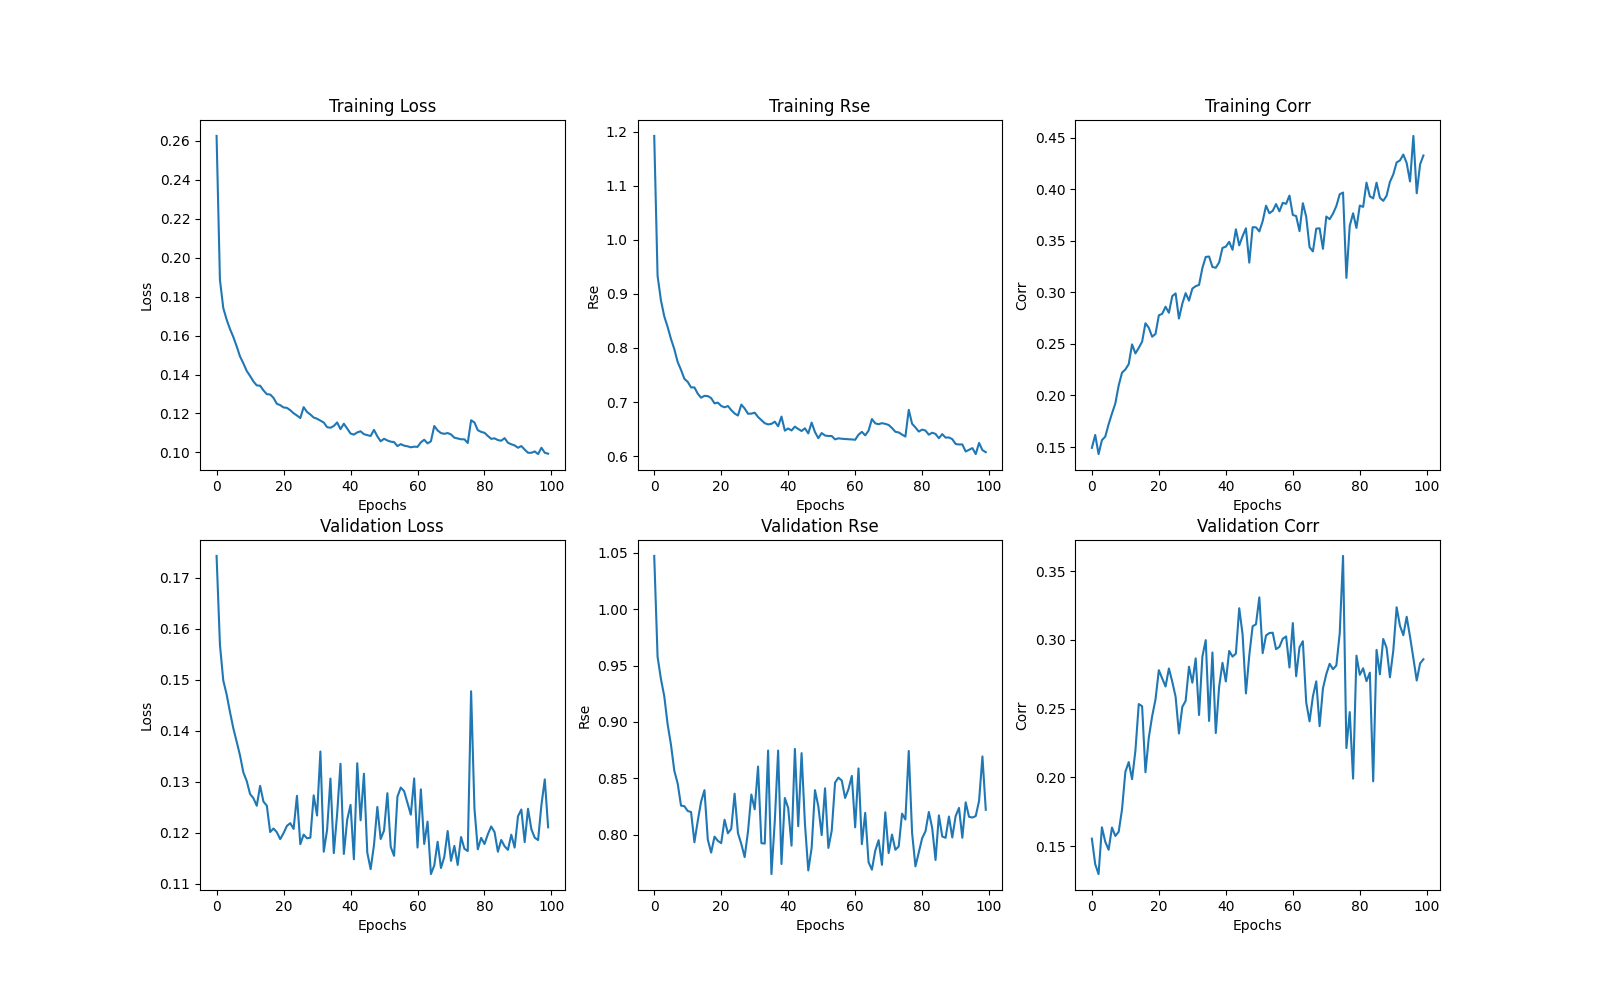 Training Loss
Training Rse
Training Corr
0.26
0.24
0.22
0.20
0.18
0.16
0.14
0.12
0.10
Loss
0 20 40 60 80 100
Epochs
1.2
1.1
1.0
0.9
0.8
0.7
0.6
Rse
0 20 40 60 80 100
Epochs
0.45
0.40
0.35
0.30
0.25
0.20
0.15
Corr
0 20 40 60 80 100
Epochs
Validation Loss
Validation Rse
Validation Corr
0.17
0.16
0.15
0.14
0.13
0.12
0.11
Loss
0 20 40 60 80 100
Epochs
1.05
1.00
0.95
0.90
0.85
0.80
Rse
0 20 40 60 80 100
Epochs
0.35
0.30
0.25
0.20
0.15
Corr
0 20 40 60 80 100
Epochs